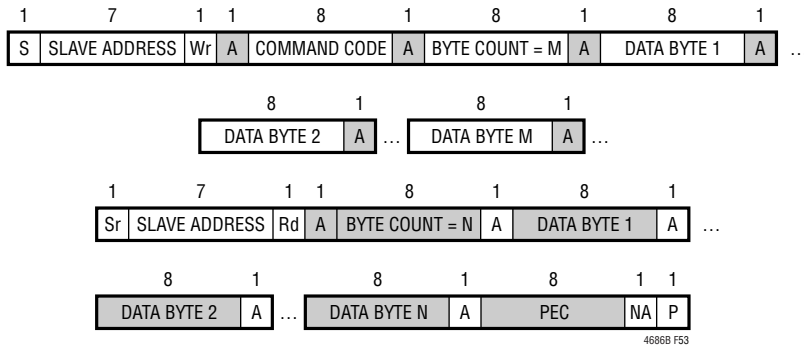 1 7 1 1 8 1 8 1 8 1
S SLAVE ADDRESS Wr A COMMAND CODE A BYTE COUNT = M A DATA BYTE 1 A …
8 1 8 1
DATA BYTE 2 A … DATA BYTE M A …
1 7 1 1 8 1 8 1
Sr SLAVE ADDRESS Rd A BYTE COUNT = N A DATA BYTE 1 A …
8 1 8 1 8 1 1
DATA BYTE 2 A … DATA BYTE N A PEC NA P
4686B F53